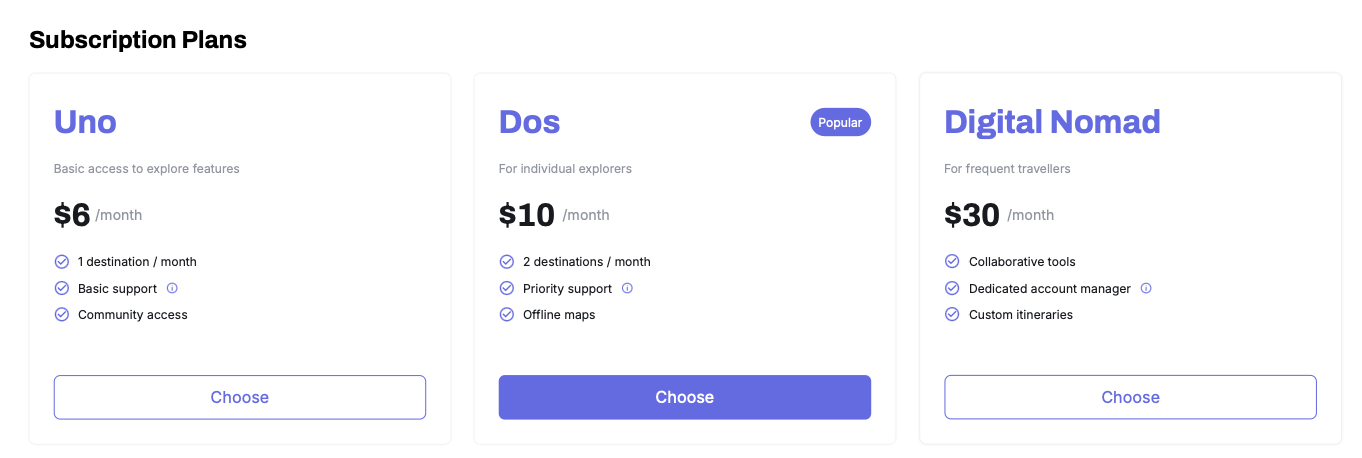 Subscription Plans
Uno
Basic access to explore features
$6 /month
1 destination / month
Basic support
Community access
Choose
Dos
Popular
For individual explorers
$10 /month
2 destinations / month
Priority support
Offline maps
Choose
Digital Nomad
For frequent travellers
$30 /month
Collaborative tools
Dedicated account manager
Custom itineraries
Choose